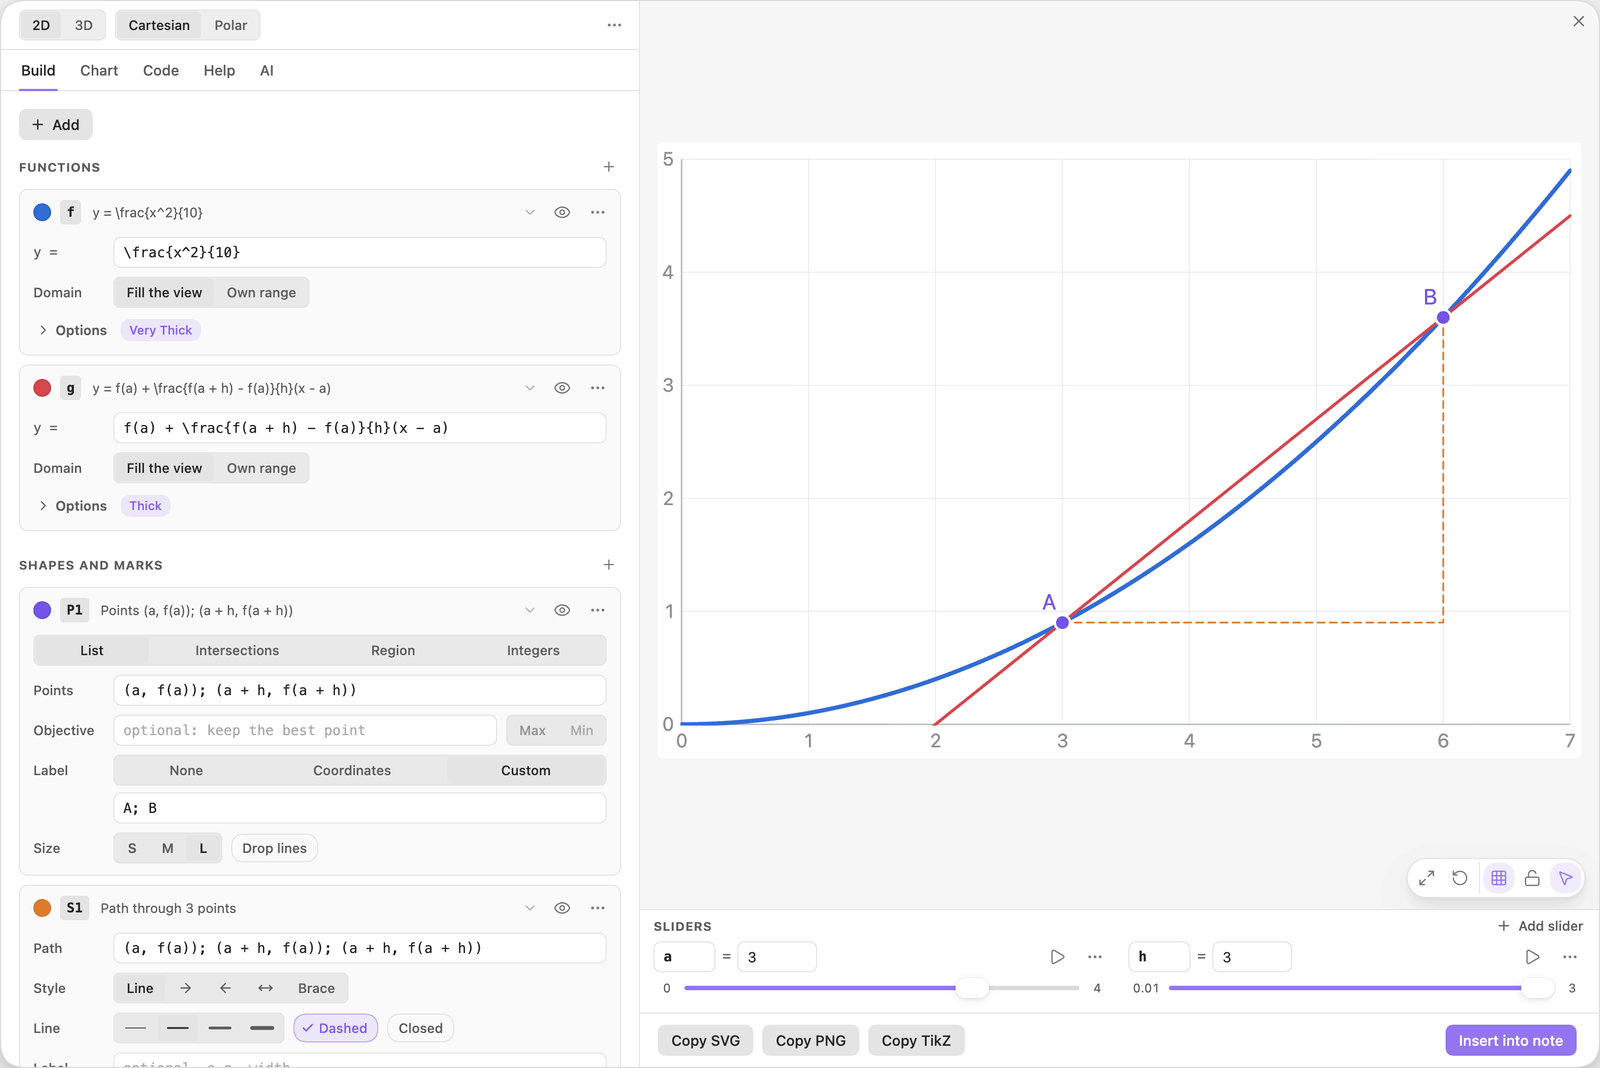 2D 3D Cartesian Polar
Build Chart Code Help AI
+ Add
FUNCTIONS
f y = \frac{x^2}{10}
y = \frac{x^2}{10}
Domain Fill the view Own range
Options Very Thick
g y = f(a) + \frac{f(a + h) - f(a)}{h}(x - a)
y = f(a) + \frac{f(a + h) - f(a)}{h}(x - a)
Domain Fill the view Own range
Options Thick
SHAPES AND MARKS
P1 Points (a, f(a)); (a + h, f(a + h))
List Intersections Region Integers
Points (a, f(a)); (a + h, f(a + h))
Objective optional: keep the best point Max Min
Label None Coordinates Custom
A; B
Size S M L Drop lines
S1 Path through 3 points
Path (a, f(a)); (a + h, f(a)); (a + h, f(a + h))
Style Line → ← ↔ Brace
Line Dashed Closed
Label optional, e.g. width
5
4
3
2
1
0
0 1 2 3 4 5 6 7
B
A
SLIDERS + Add slider
a = 3 h = 3
0 4 0.01 3
Copy SVG Copy PNG Copy TikZ Insert into note